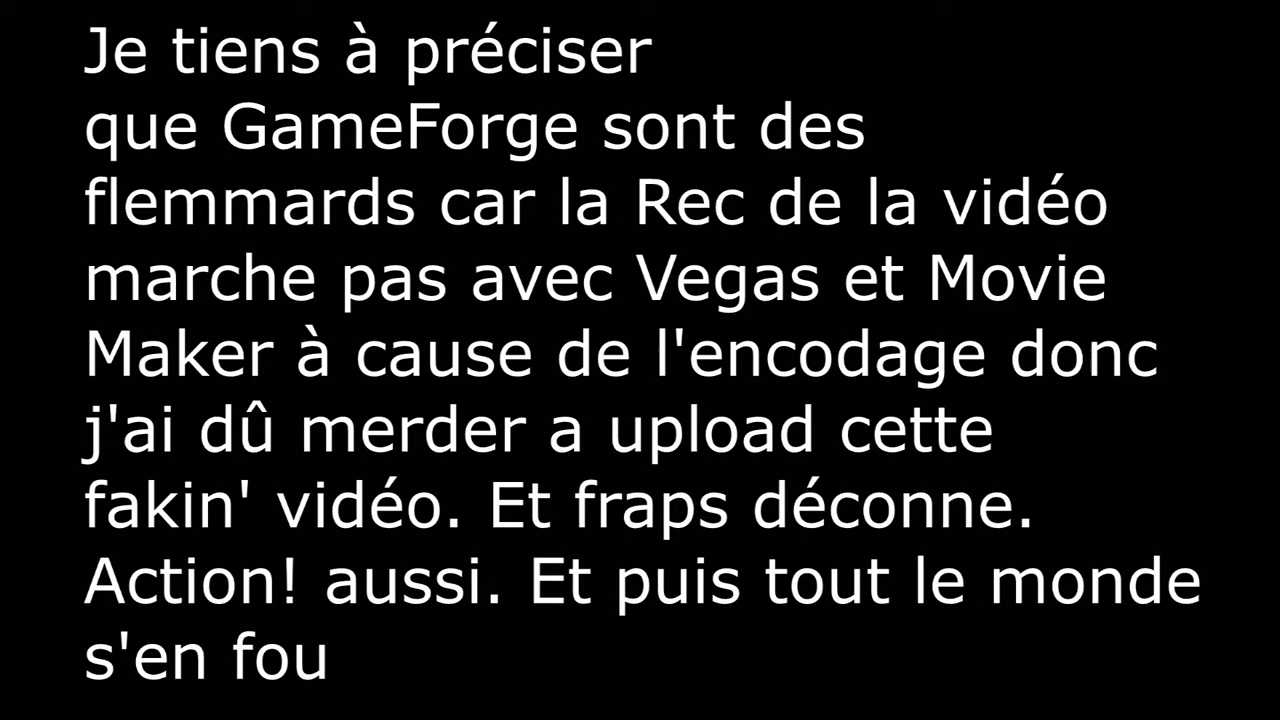 Je tiens à préciser
que GameForge sont des
flemmards car la Rec de la vidéo
marche pas avec Vegas et Movie
Maker à cause de l'encodage donc
j'ai dû merder a upload cette
fakin' vidéo. Et fraps déconne.
Action! aussi. Et puis tout le monde
s'en fou